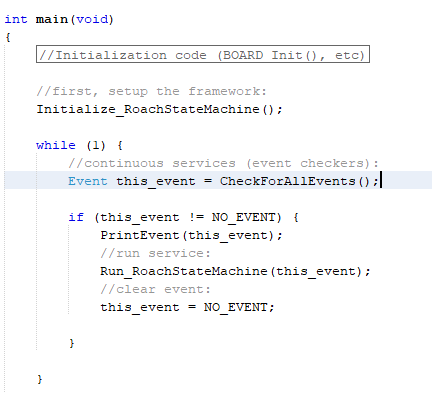 int main(void)
{
//Initialization code (BOARD Init(), etc)
//first, setup the framework:
Initialize_RoachStateMachine();
while (1) {
//continuous services (event checkers):
Event this_event = CheckForAllEvents();
if (this_event != NO_EVENT) {
PrintEvent(this_event);
//run service:
Run_RoachStateMachine(this_event);
//clear event:
this_event = NO_EVENT;
}
}